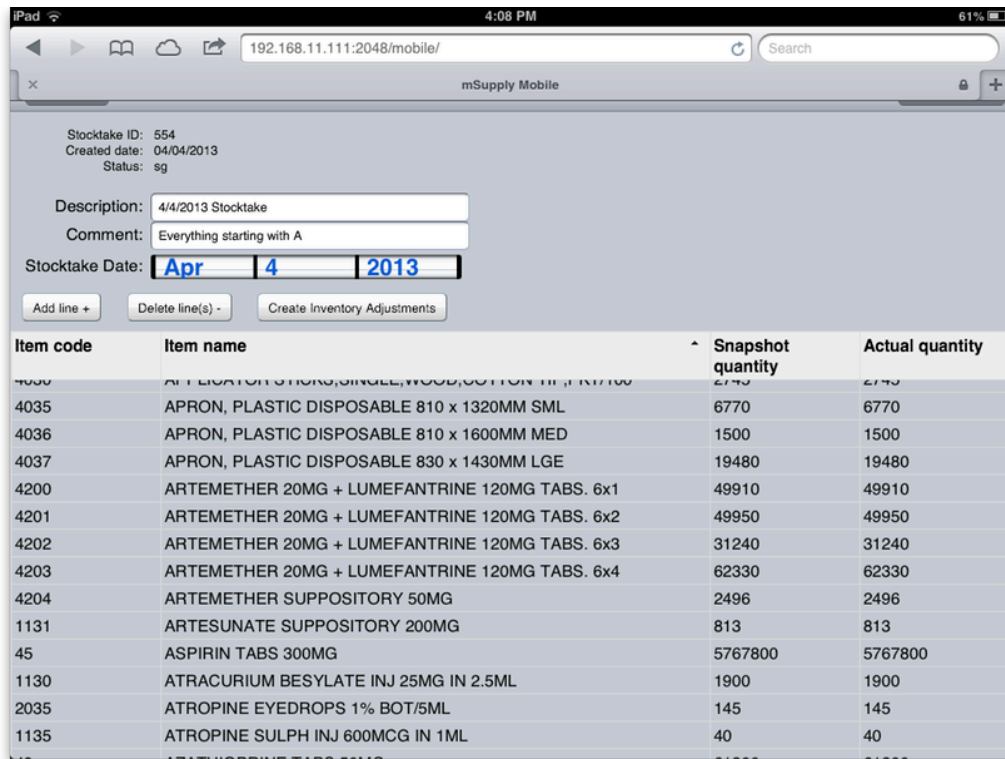 iPad 4:08 PM 61%
192.168.11.111:2048/mobile/ Search
mSupply Mobile
Stocktake ID: 554
Created date: 04/04/2013
Status: sg
Description: 4/4/2013 Stocktake
Comment: Everything starting with A
Stocktake Date: Apr 4 2013
Add line + Delete line(s) - Create Inventory Adjustments
Item code Item name Snapshot quantity Actual quantity
4035 APRON, PLASTIC DISPOSABLE 810 x 1320MM SML 6770 6770
4036 APRON, PLASTIC DISPOSABLE 810 x 1600MM MED 1500 1500
4037 APRON, PLASTIC DISPOSABLE 830 x 1430MM LGE 19480 19480
4200 ARTEMETHER 20MG + LUMEFANTRINE 120MG TABS. 6x1 49910 49910
4201 ARTEMETHER 20MG + LUMEFANTRINE 120MG TABS. 6x2 49950 49950
4202 ARTEMETHER 20MG + LUMEFANTRINE 120MG TABS. 6x3 31240 31240
4203 ARTEMETHER 20MG + LUMEFANTRINE 120MG TABS. 6x4 62330 62330
4204 ARTEMETHER SUPPOSITORY 50MG 2496 2496
1131 ARTESUNATE SUPPOSITORY 200MG 813 813
45 ASPIRIN TABS 300MG 5767800 5767800
1130 ATRACURIUM BESYLATE INJ 25MG IN 2.5ML 1900 1900
2035 ATROPINE EYEDROPS 1% BOT/5ML 145 145
1135 ATROPINE SULPH INJ 600MCG IN 1ML 40 40